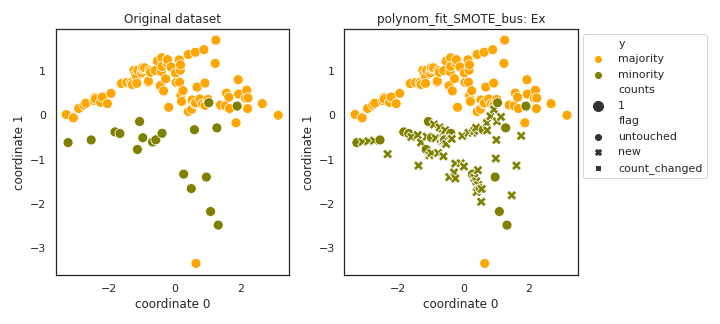 Original dataset
polynom_fit_SMOTE_bus: Ex
coordinate 1
1
0
−1
−2
−3
−2
0
2
coordinate 0
coordinate 1
1
0
−1
−2
−3
−2
0
2
coordinate 0
y
majority
minority
counts
1
flag
untouched
new
count_changed